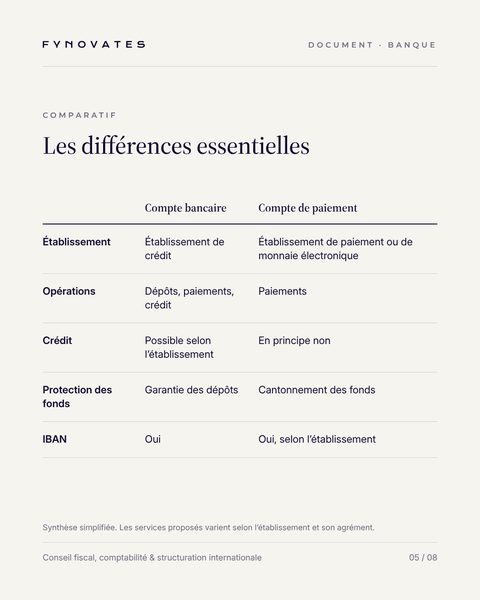 FYNOVATES
DOCUMENT · BANQUE
COMPARATIF
Les différences essentielles
Compte bancaire
Compte de paiement
Établissement
Établissement de
crédit
Établissement de paiement ou de
monnaie électronique
Opérations
Dépôts, paiements,
crédit
Paiements
Crédit
Possible selon
l'établissement
En principe non
Protection des
fonds
Garantie des dépôts
Cantonnement des fonds
IBAN
Oui
Oui, selon l'établissement
Synthèse simplifiée. Les services proposés varient selon l'établissement et son agrément.
Conseil fiscal, comptabilité & structuration internationale
05 / 08